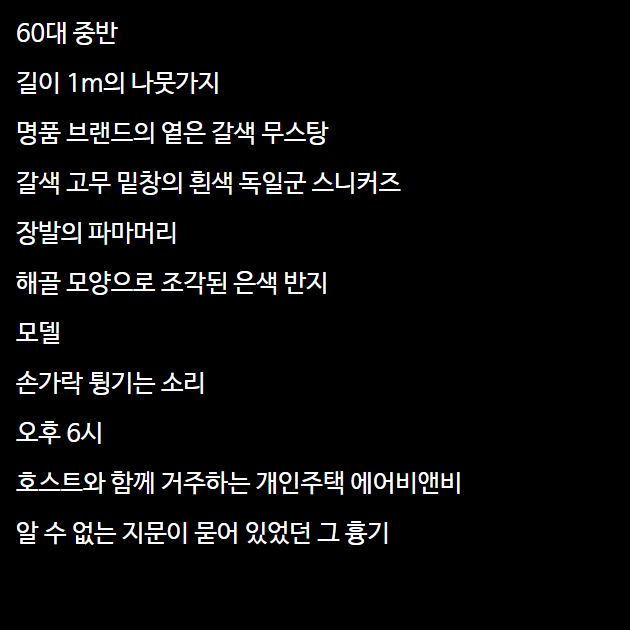 60대 중반
길이 1m의 나뭇가지
명품 브랜드의 옅은 갈색 무스탕
갈색 고무 밑창의 흰색 독일군 스니커즈
장발의 파마머리
해골 모양으로 조각된 은색 반지
모델
손가락 튕기는 소리
오후 6시
호스트와 함께 거주하는 개인주택 에어비앤비
알 수 없는 지문이 묻어 있었던 그 흉기